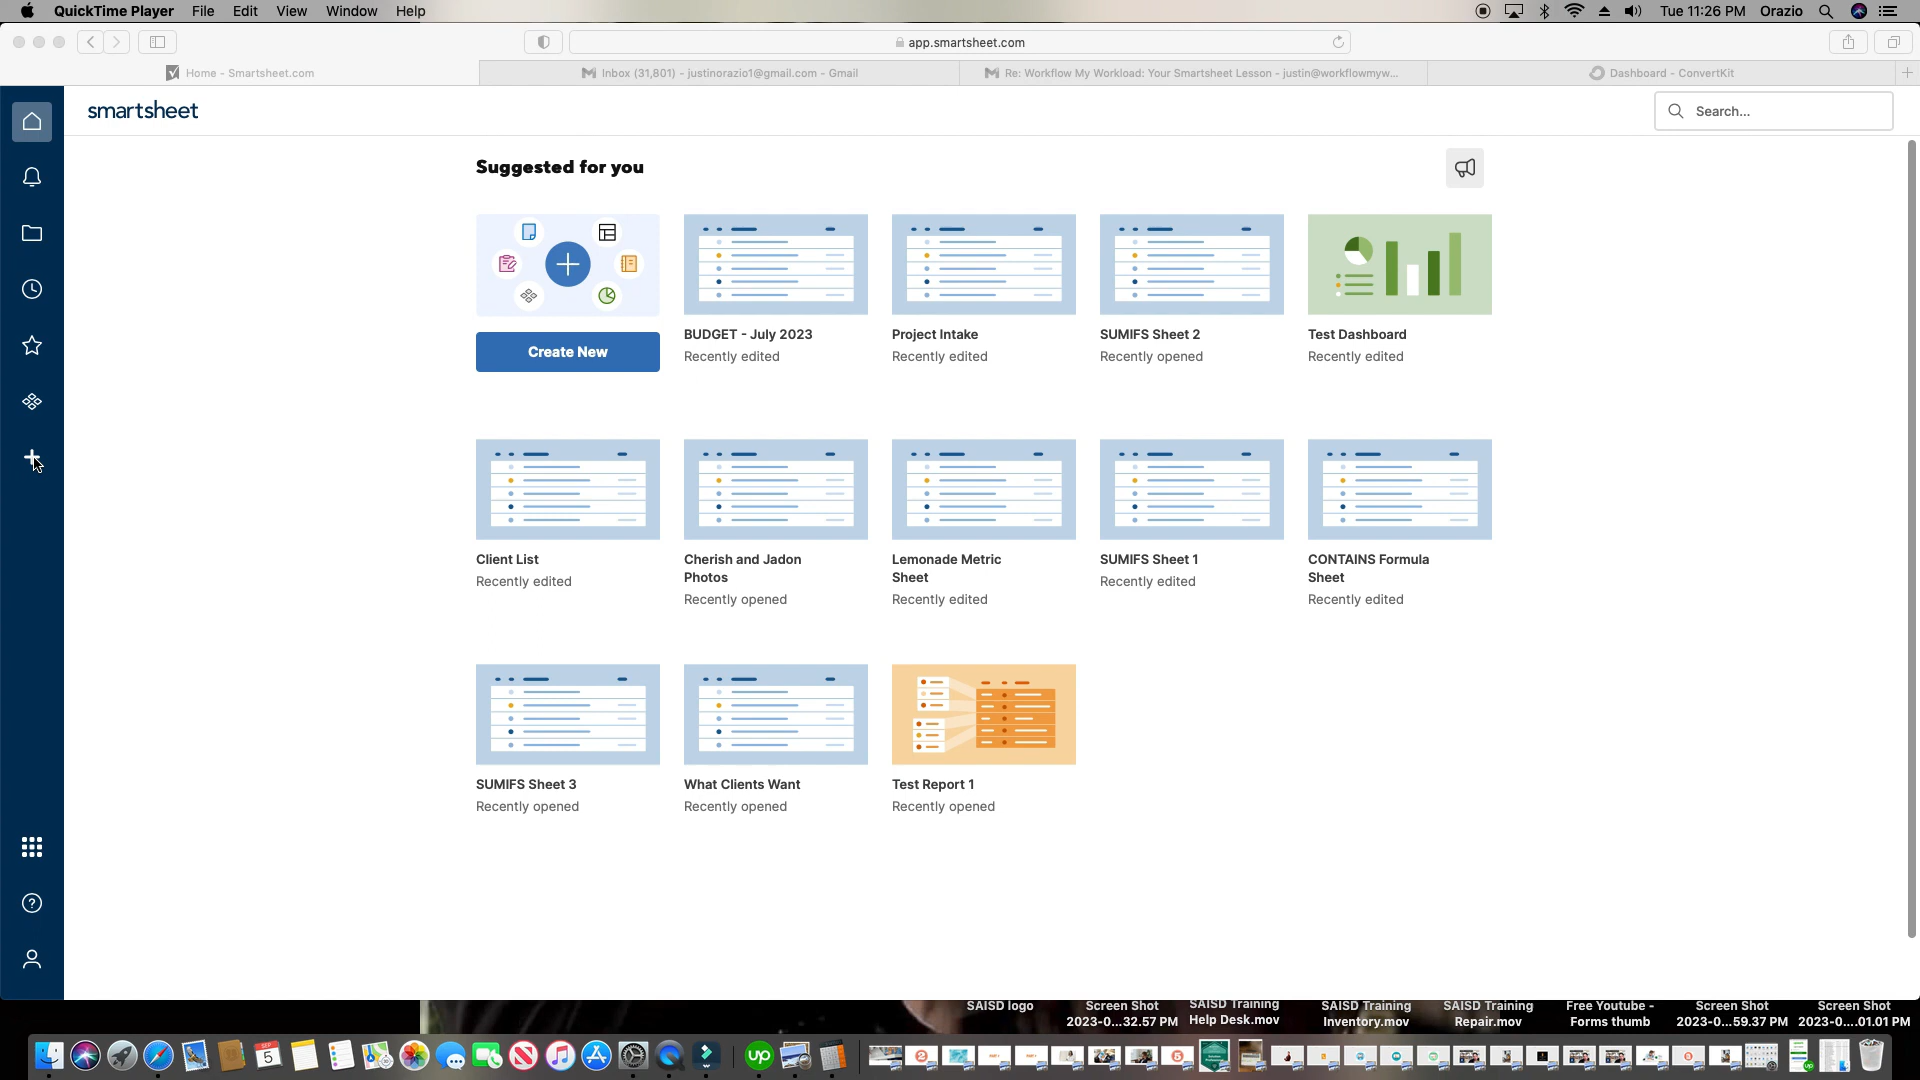 QuickTime Player File Edit View Window Help
Tue 11:26 PM Orazio
app.smartsheet.com
Home - Smartsheet.com
Inbox (31,801) - justinorazio1@gmail.com - Gmail
Re: Workflow My Workload: Your Smartsheet Lesson - justin@workflowmyw...
Dashboard - ConvertKit
smartsheet
Search...
Suggested for you
Create New
BUDGET - July 2023
Recently edited
Project Intake
Recently edited
SUMIFS Sheet 2
Recently opened
Test Dashboard
Recently edited
Client List
Recently edited
Cherish and Jadon
Photos
Recently opened
Lemonade Metric
Sheet
Recently edited
SUMIFS Sheet 1
Recently edited
CONTAINS Formula
Sheet
Recently edited
SUMIFS Sheet 3
Recently opened
What Clients Want
Recently opened
Test Report 1
Recently opened
SAISD logo
Screen Shot
2023-0...32.57 PM
SAISD Training
Help Desk.mov
SAISD Training
Inventory.mov
SAISD Training
Repair.mov
Free Youtube -
Forms thumb
Screen Shot
2023-0...59.37 PM
Screen Shot
2023-0....01.01 PM
SEP
5
up